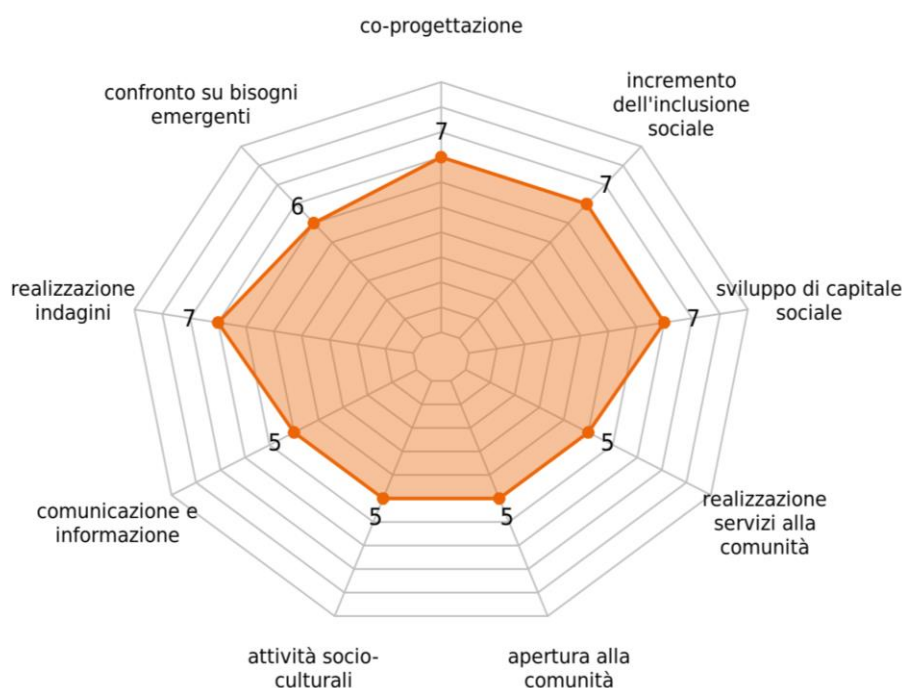 co-progettazione
incremento
dell'inclusione
sociale
confronto su bisogni
emergenti
7
7
6
sviluppo di capitale
sociale
realizzazione
indagini
7
7
5
5
realizzazione
servizi alla
comunità
comunicazione e
informazione
5
5
attività socio-
culturali
apertura alla
comunità